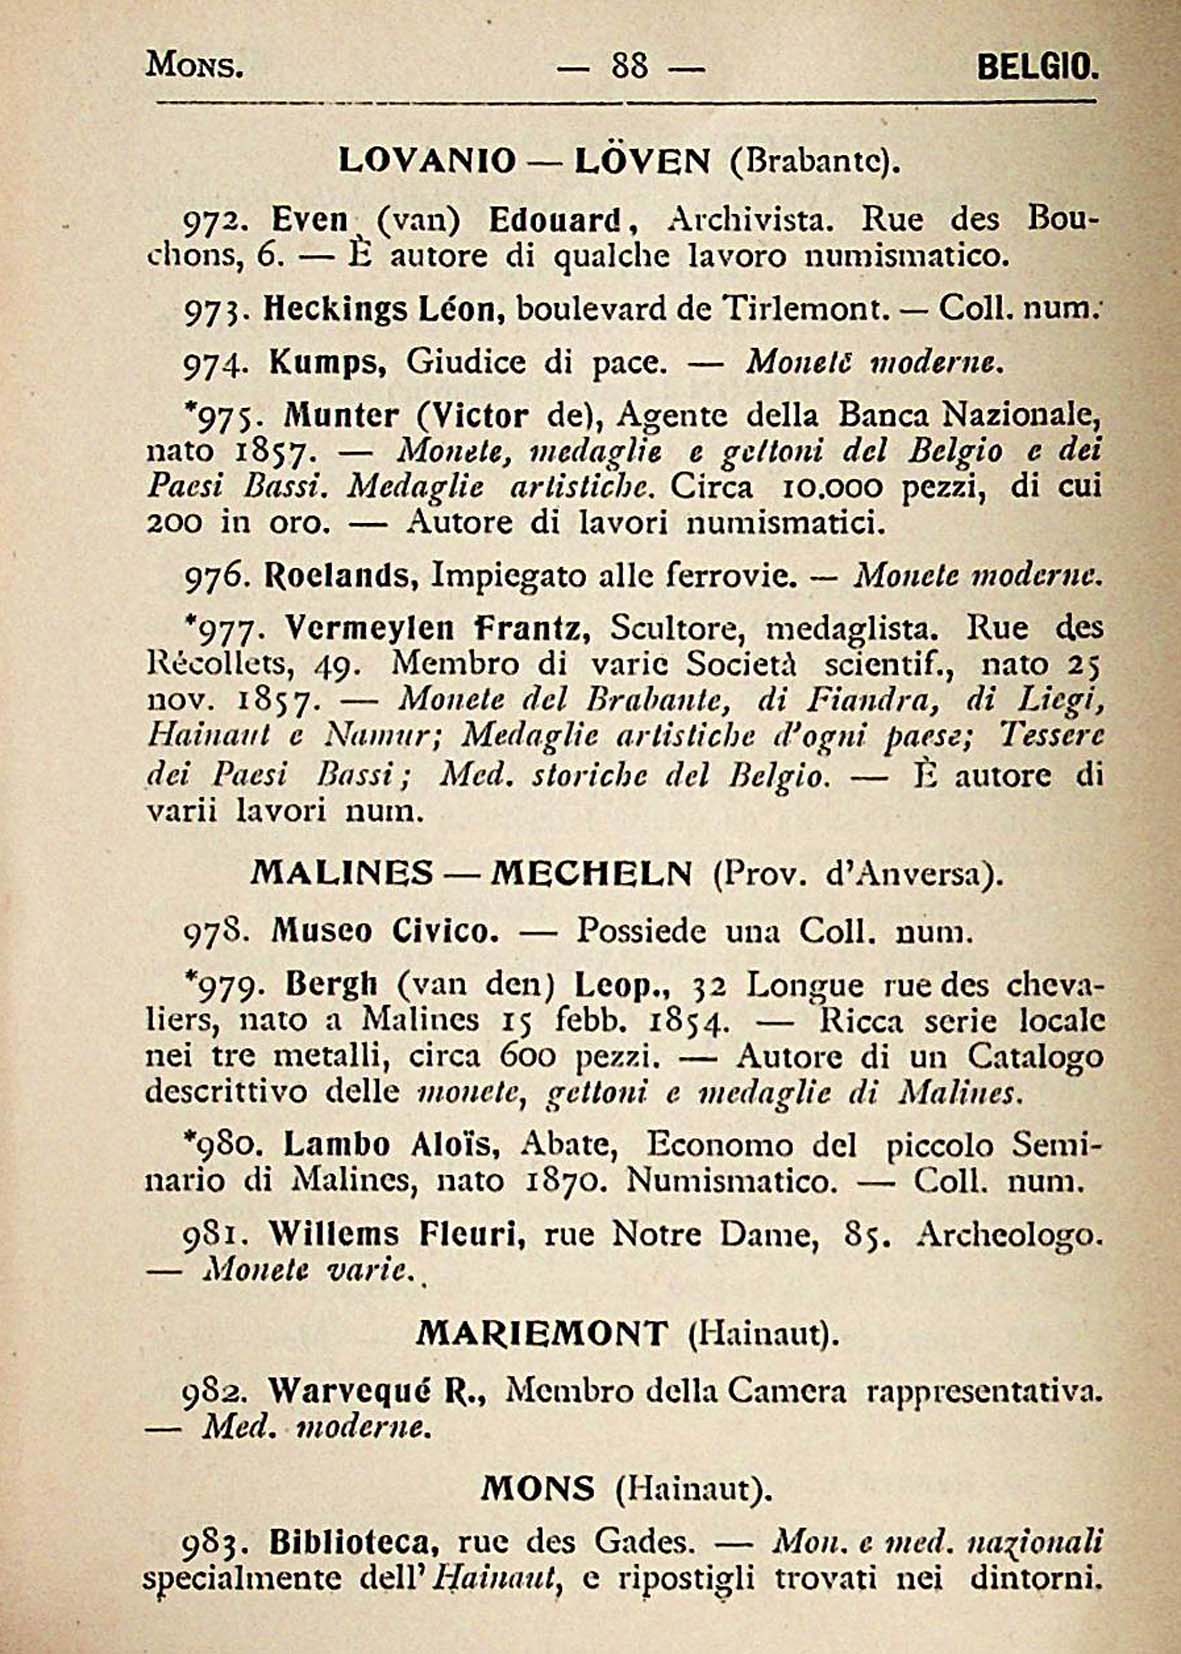 Mons. — 88 — BELGIO.
LOVANIO — LÖVEN (Brabante).
972. Even (van) Edouard, Archivista. Rue des Bou-
chons, 6. — È autore di qualche lavoro numismatico.
973. Heckings Léon, boulevard de Tirlemont. — Coll. num.
974. Kumps, Giudice di pace. — Monete moderne.
*975. Munter (Victor de), Agente della Banca Nazionale,
nato 1857. — Monete, medaglie e gettoni del Belgio e dei
Paesi Bassi. Medaglie artistiche. Circa 10.000 pezzi, di cui
200 in oro. — Autore di lavori numismatici.
976. Roelands, Impiegato alle ferrovie. — Monete moderne.
*977. Vermeylen Frantz, Scultore, medaglista. Rue des
Récollets, 49. Membro di varie Società scientif., nato 25
nov. 1857. — Monete del Brabante, di Fiandra, di Liegi,
Hainaut e Namur; Medaglie artistiche d'ogni paese; Tessere
dei Paesi Bassi; Med. storiche del Belgio. — È autore di
varii lavori num.
MALINES — MECHELN (Prov. d'Anversa).
978. Museo Civico. — Possiede una Coll. num.
*979. Bergh (van den) Leop., 32 Longue rue des cheva-
liers, nato a Malines 15 febb. 1854. — Ricca serie locale
nei tre metalli, circa 600 pezzi. — Autore di un Catalogo
descrittivo delle monete, gettoni e medaglie di Malines.
*980. Lambo Aloïs, Abate, Economo del piccolo Semi-
nario di Malines, nato 1870. Numismatico. — Coll. num.
981. Willems Fleuri, rue Notre Dame, 85. Archeologo.
— Monete varie.
MARIEMONT (Hainaut).
982. Warvequé R., Membro della Camera rappresentativa.
— Med. moderne.
MONS (Hainaut).
983. Biblioteca, rue des Gades. — Mon. e med. nazionali
specialmente dell' Hainaut, e ripostigli trovati nei dintorni.